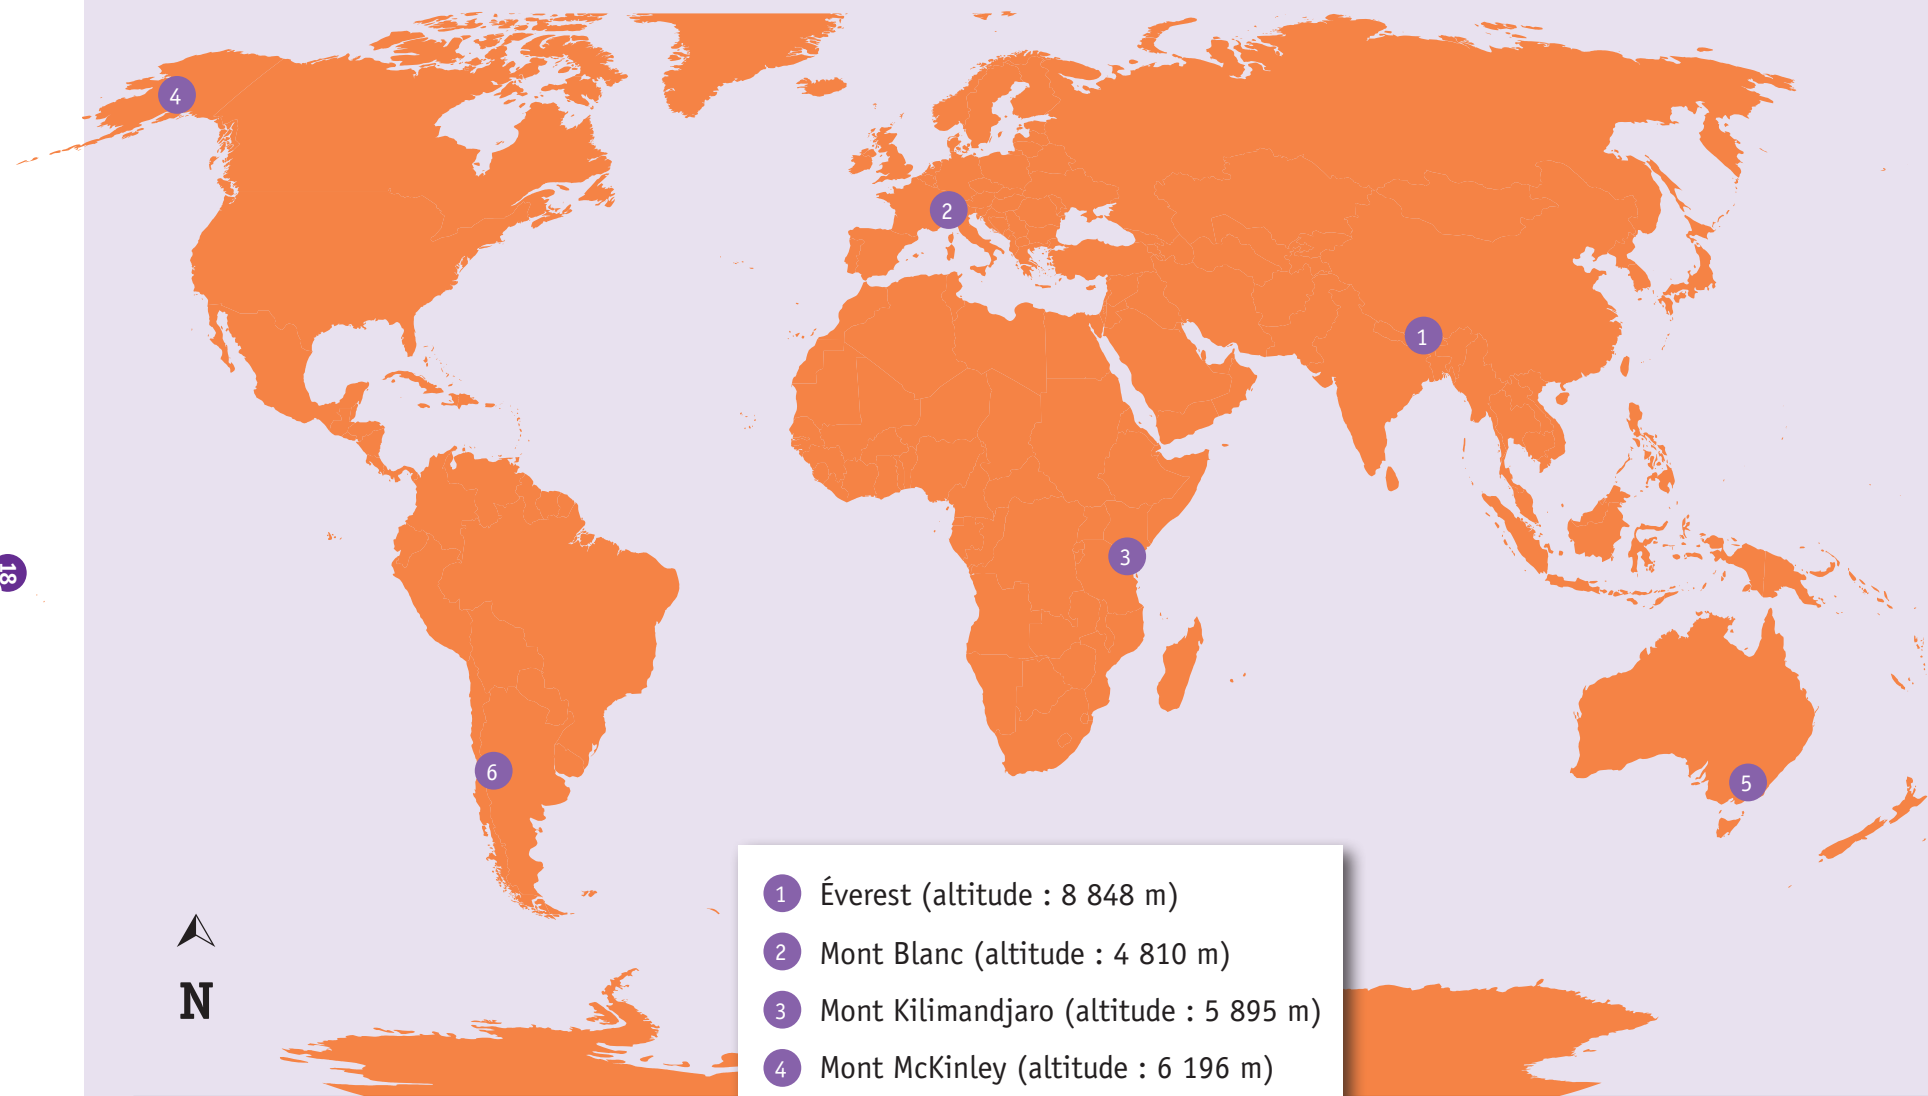 4
2
1
3
18
6
5
N
1 Éverest (altitude : 8 848 m)
2 Mont Blanc (altitude : 4 810 m)
3 Mont Kilimandjaro (altitude : 5 895 m)
4 Mont McKinley (altitude : 6 196 m)